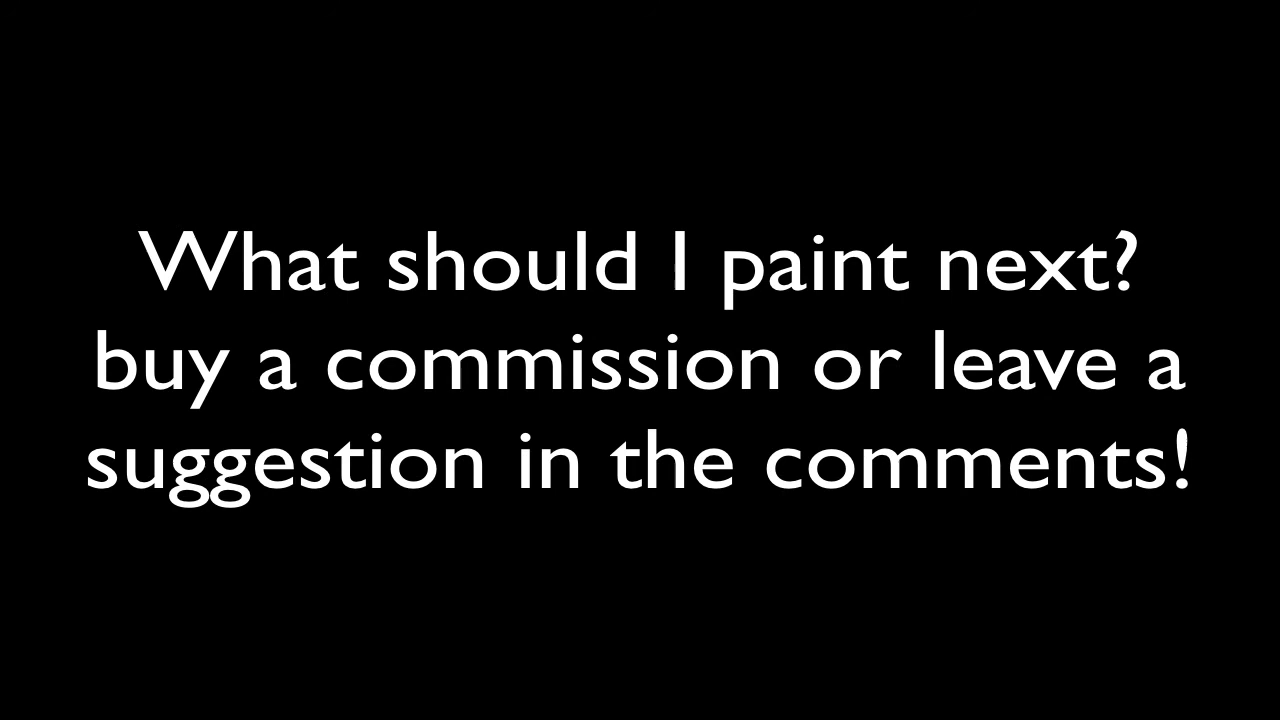 What should I paint next?
buy a commission or leave a
suggestion in the comments!